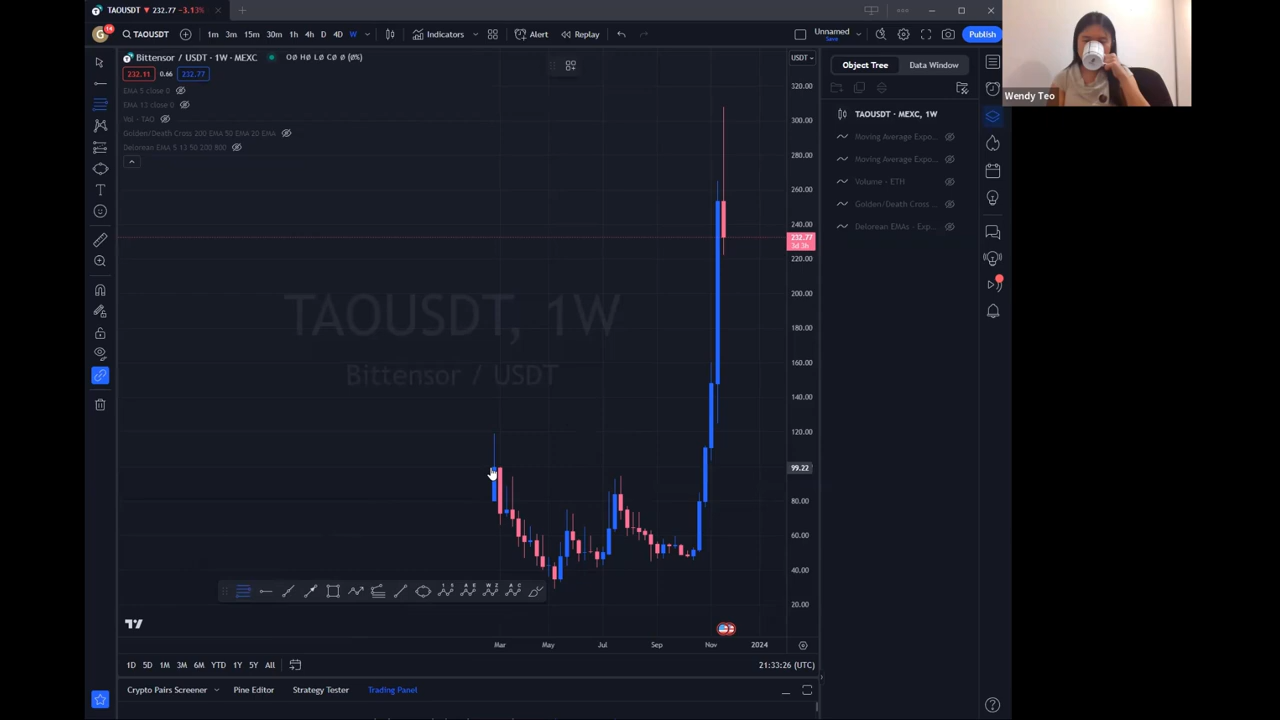 TAOUSDT ▼ 232.77 −3.13%
G 14 TAOUSDT 1m 3m 15m 30m 1h 4h D W Indicators Alert Replay Unnamed Save Publish
Bittensor / USDT · 1W · MEXC O∅ H∅ L∅ C∅ ∅ (∅%)
232.11 0.66 232.77
EMA 5 close 0
EMA 12 close 0
Vol · TAO
Golden/Death Cross 200 EMA 50 EMA 20 EMA
Delorean EMA 5 13 50 200 800
USDT
320.00
300.00
280.00
260.00
240.00
232.77
3d 3h
220.00
200.00
180.00
160.00
140.00
120.00
99.22
80.00
60.00
40.00
20.00
TAOUSDT, 1W
Bittensor / USDT
Mar May Jul Sep Nov 2024
1D 5D 1M 3M 6M YTD 1Y 5Y All
21:33:26 (UTC)
Crypto Pairs Screener Pine Editor Strategy Tester Trading Panel
Object Tree Data Window
TAOUSDT · MEXC, 1W
Moving Average Expo...
Moving Average Expo...
Volume · ETH
Golden/Death Cross ...
Delorean EMAs - Exp...
Wendy Teo